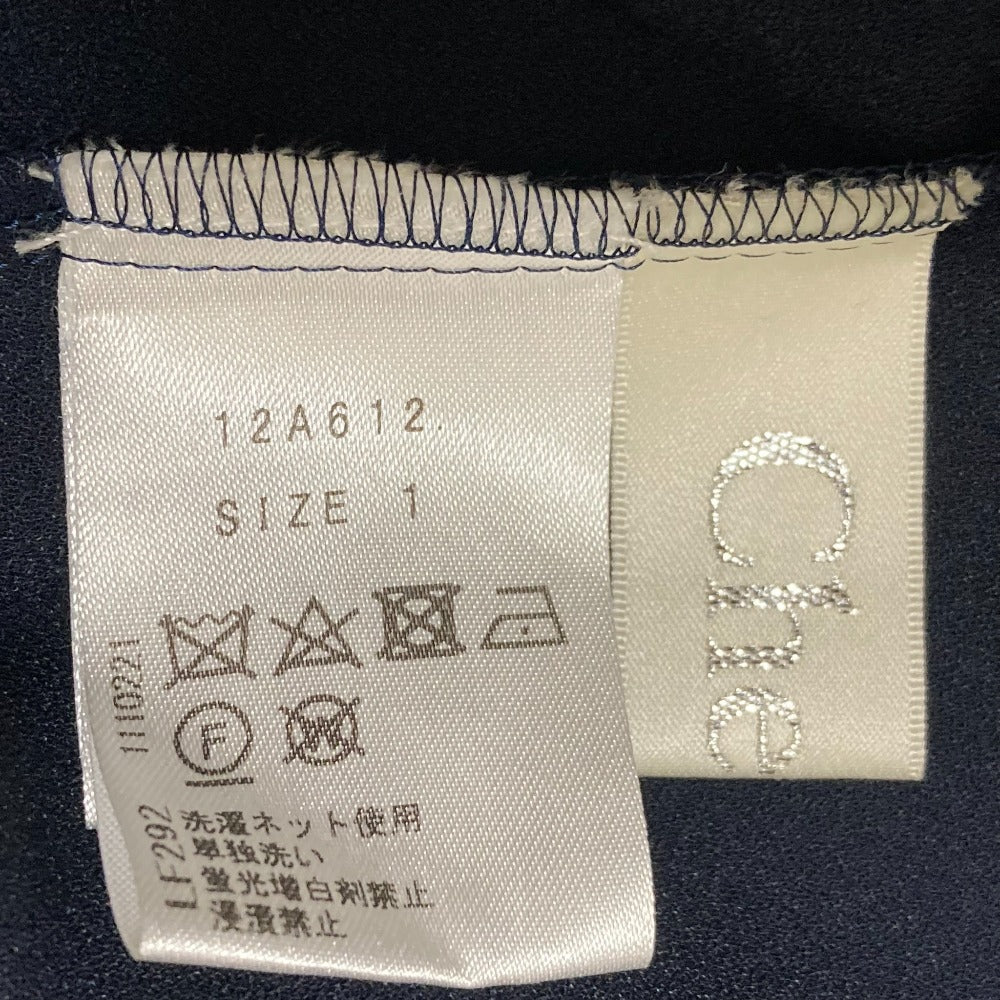 12A612.
SIZE 1
Che
1110221
F
W
LF292
洗濯ネット使用
単独洗い
蛍光増白剤禁止
浸漬禁止